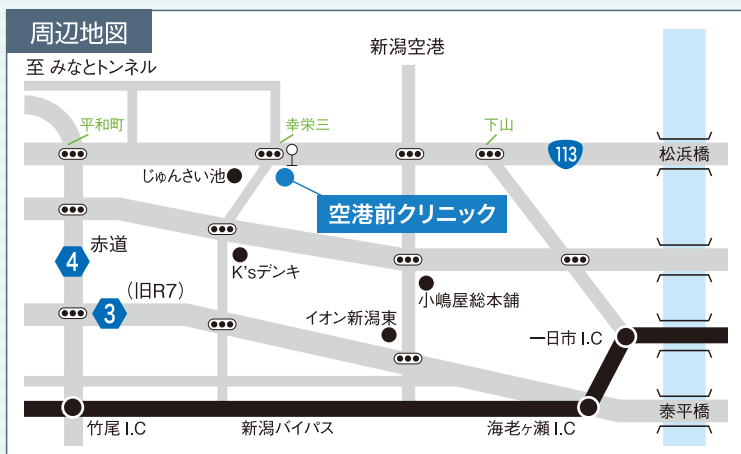 周辺地図
新潟空港
至 みなとトンネル
平和町
幸栄三
下山
113
松浜橋
じゅんさい池
空港前クリニック
赤道
4
K'sデンキ
(旧R7)
小嶋屋総本舗
3
イオン新潟東
一日市 I.C
泰平橋
竹尾 I.C
新潟バイパス
海老ヶ瀬 I.C